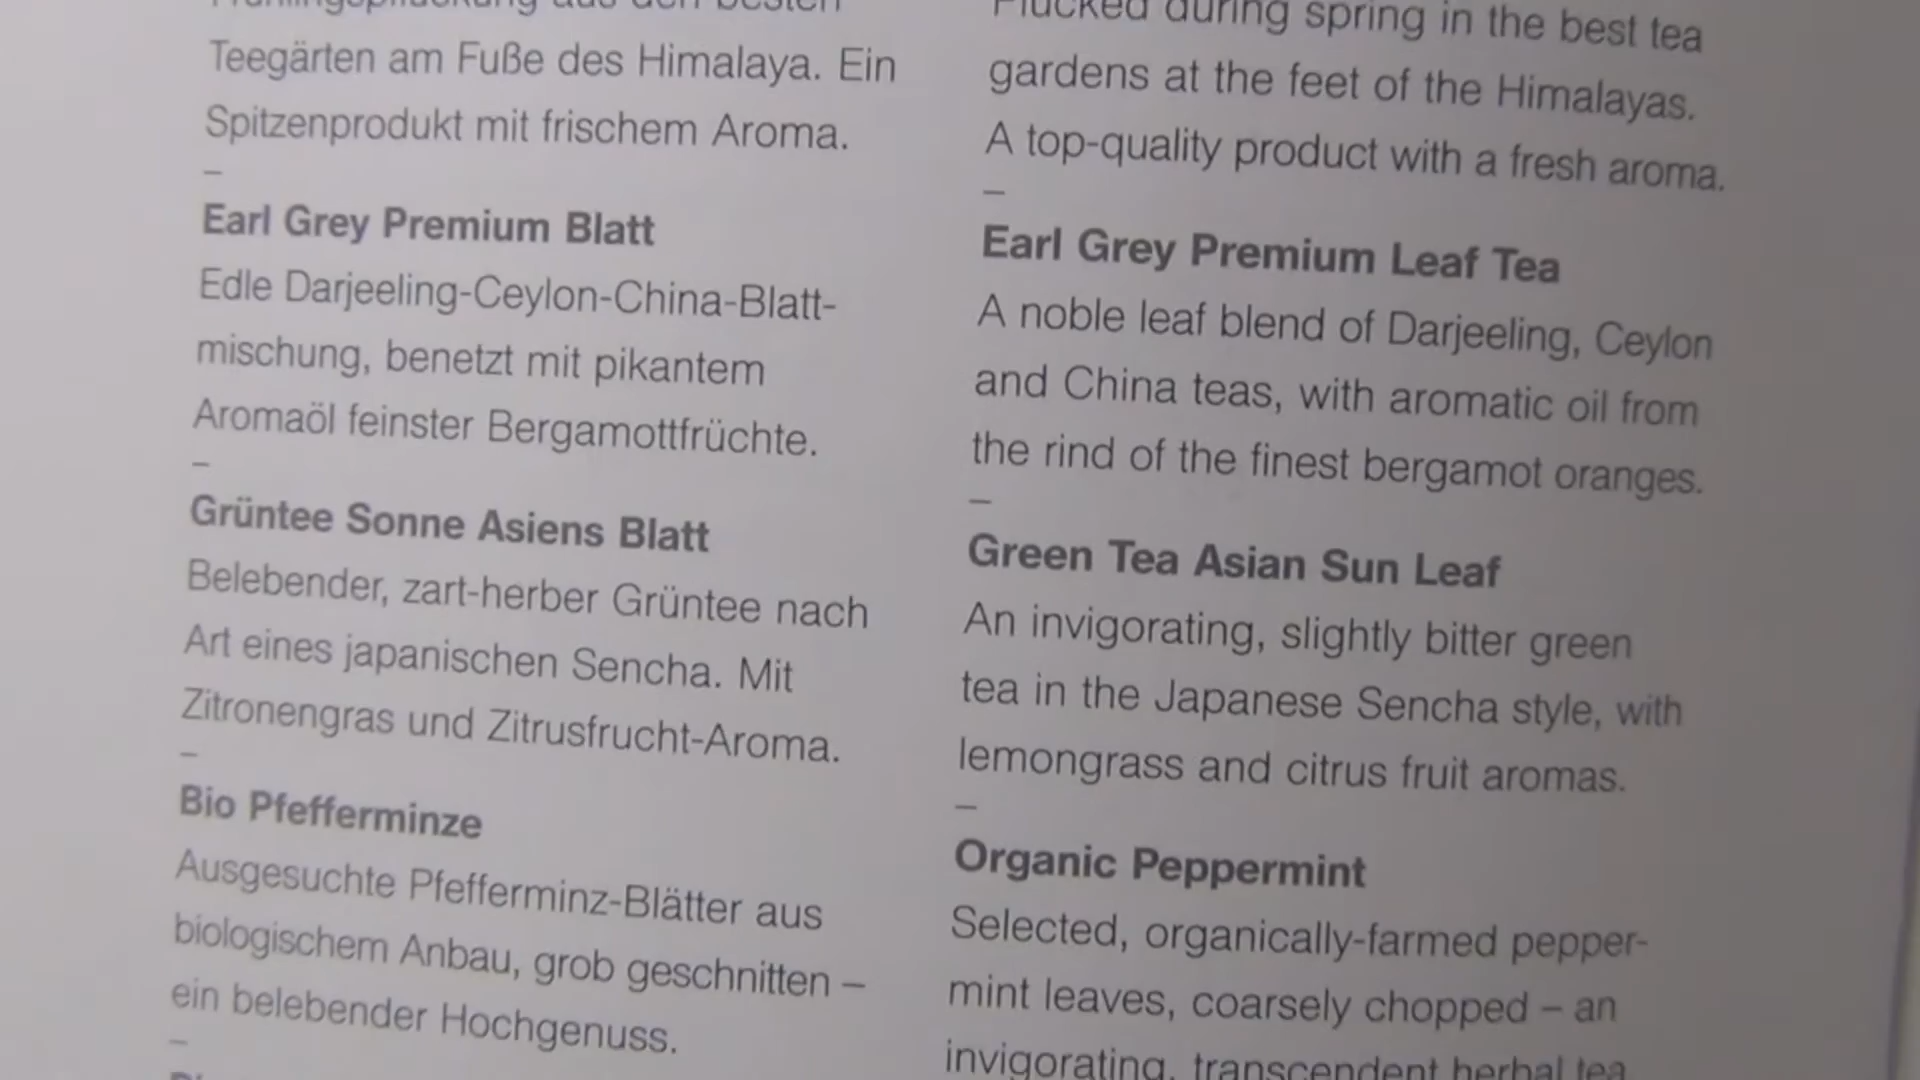 Frühlingspflückung aus den besten
Teegärten am Fuße des Himalaya. Ein
Spitzenprodukt mit frischem Aroma.
–
Earl Grey Premium Blatt
Edle Darjeeling-Ceylon-China-Blatt-
mischung, benetzt mit pikantem
Aromaöl feinster Bergamottfrüchte.
–
Grüntee Sonne Asiens Blatt
Belebender, zart-herber Grüntee nach
Art eines japanischen Sencha. Mit
Zitronengras und Zitrusfrucht-Aroma.
–
Bio Pfefferminze
Ausgesuchte Pfefferminz-Blätter aus
biologischem Anbau, grob geschnitten –
ein belebender Hochgenuss.
–
Plucked during spring in the best tea
gardens at the feet of the Himalayas.
A top-quality product with a fresh aroma.
–
Earl Grey Premium Leaf Tea
A noble leaf blend of Darjeeling, Ceylon
and China teas, with aromatic oil from
the rind of the finest bergamot oranges.
–
Green Tea Asian Sun Leaf
An invigorating, slightly bitter green
tea in the Japanese Sencha style, with
lemongrass and citrus fruit aromas.
–
Organic Peppermint
Selected, organically-farmed pepper-
mint leaves, coarsely chopped – an
invigorating, transcendent herbal tea